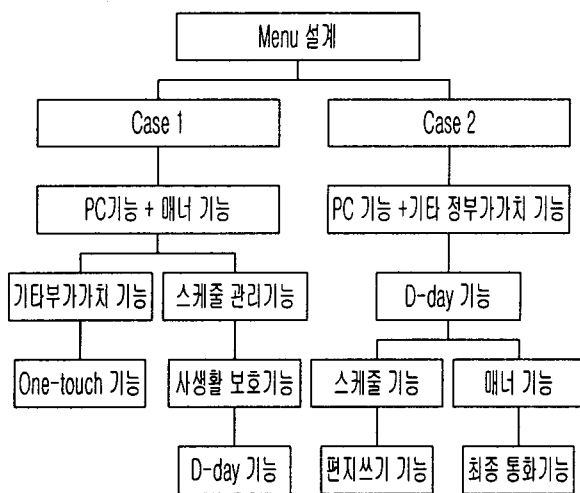 Menu 설계
Case 1
Case 2
PC기능 + 매너 기능
PC 기능 +기타 정부가가치 기능
기타부가가치 기능
스케줄 관리기능
D-day 기능
One-touch 기능
사생활 보호기능
스케줄 기능
매너 기능
D-day 기능
편지쓰기 기능
최종 통화기능